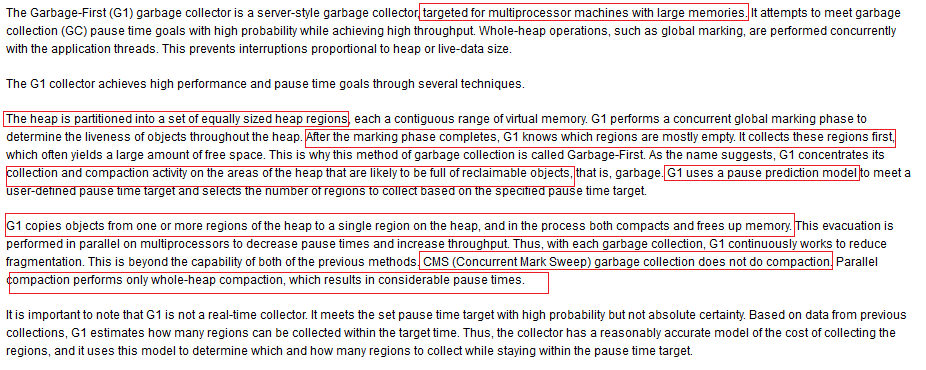 The Garbage-First (G1) garbage collector is a server-style garbage collector, targeted for multiprocessor machines with large memories. It attempts to meet garbage
collection (GC) pause time goals with high probability while achieving high throughput. Whole-heap operations, such as global marking, are performed concurrently
with the application threads. This prevents interruptions proportional to heap or live-data size.
The G1 collector achieves high performance and pause time goals through several techniques.
The heap is partitioned into a set of equally sized heap regions, each a contiguous range of virtual memory. G1 performs a concurrent global marking phase to
determine the liveness of objects throughout the heap. After the marking phase completes, G1 knows which regions are mostly empty. It collects these regions first,
which often yields a large amount of free space. This is why this method of garbage collection is called Garbage-First. As the name suggests, G1 concentrates its
collection and compaction activity on the areas of the heap that are likely to be full of reclaimable objects, that is, garbage. G1 uses a pause prediction model to meet a
user-defined pause time target and selects the number of regions to collect based on the specified pause time target.
G1 copies objects from one or more regions of the heap to a single region on the heap, and in the process both compacts and frees up memory. This evacuation is
performed in parallel on multiprocessors to decrease pause times and increase throughput. Thus, with each garbage collection, G1 continuously works to reduce
fragmentation. This is beyond the capability of both of the previous methods. CMS (Concurrent Mark Sweep) garbage collection does not do compaction. Parallel
compaction performs only whole-heap compaction, which results in considerable pause times.
It is important to note that G1 is not a real-time collector. It meets the set pause time target with high probability but not absolute certainty. Based on data from previous
collections, G1 estimates how many regions can be collected within the target time. Thus, the collector has a reasonably accurate model of the cost of collecting the
regions, and it uses this model to determine which and how many regions to collect while staying within the pause time target.